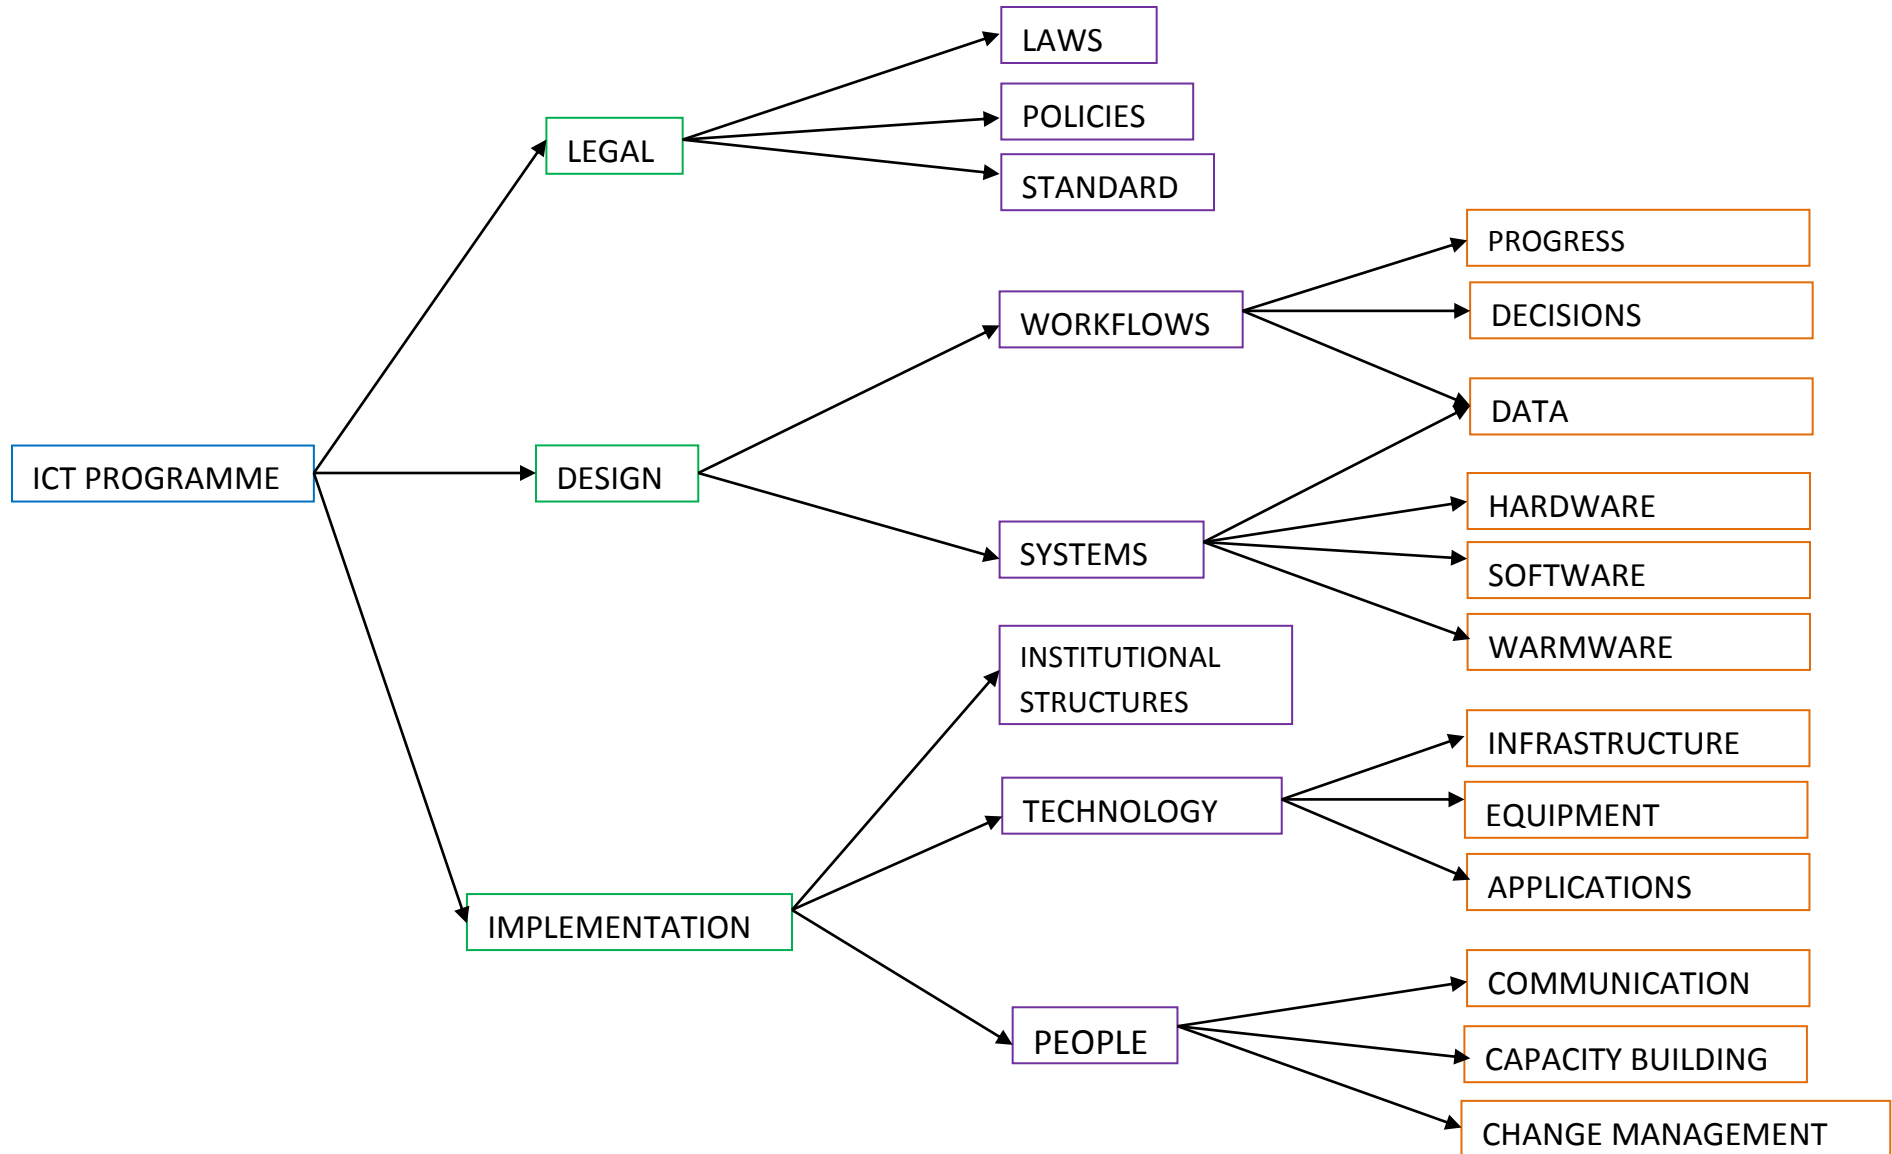 LAWS
POLICIES
LEGAL
STANDARD
PROGRESS
WORKFLOWS
DECISIONS
DATA
ICT PROGRAMME
DESIGN
HARDWARE
SYSTEMS
SOFTWARE
WARMWARE
INSTITUTIONAL
STRUCTURES
INFRASTRUCTURE
TECHNOLOGY
EQUIPMENT
APPLICATIONS
IMPLEMENTATION
COMMUNICATION
PEOPLE
CAPACITY BUILDING
CHANGE MANAGEMENT